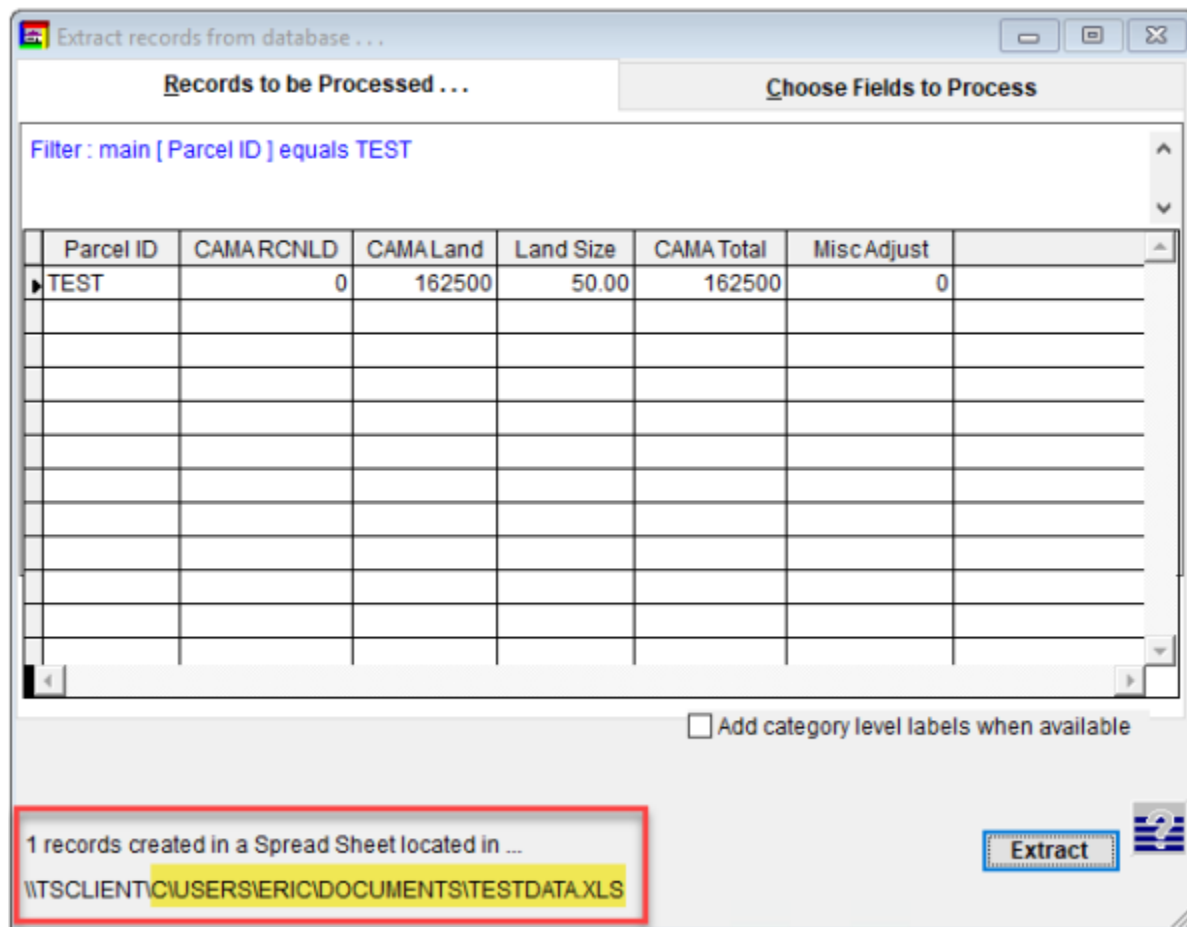 Extract records from database . . .
Records to be Processed . . .
Choose Fields to Process
Filter : main [ Parcel ID ] equals TEST
Parcel ID CAMA RCNLD CAMA Land Land Size CAMA Total Misc Adjust
TEST 0 162500 50.00 162500 0
Add category level labels when available
1 records created in a Spread Sheet located in ...
Extract
\\TSCLIENT\C\USERS\ERIC\DOCUMENTS\TESTDATA.XLS